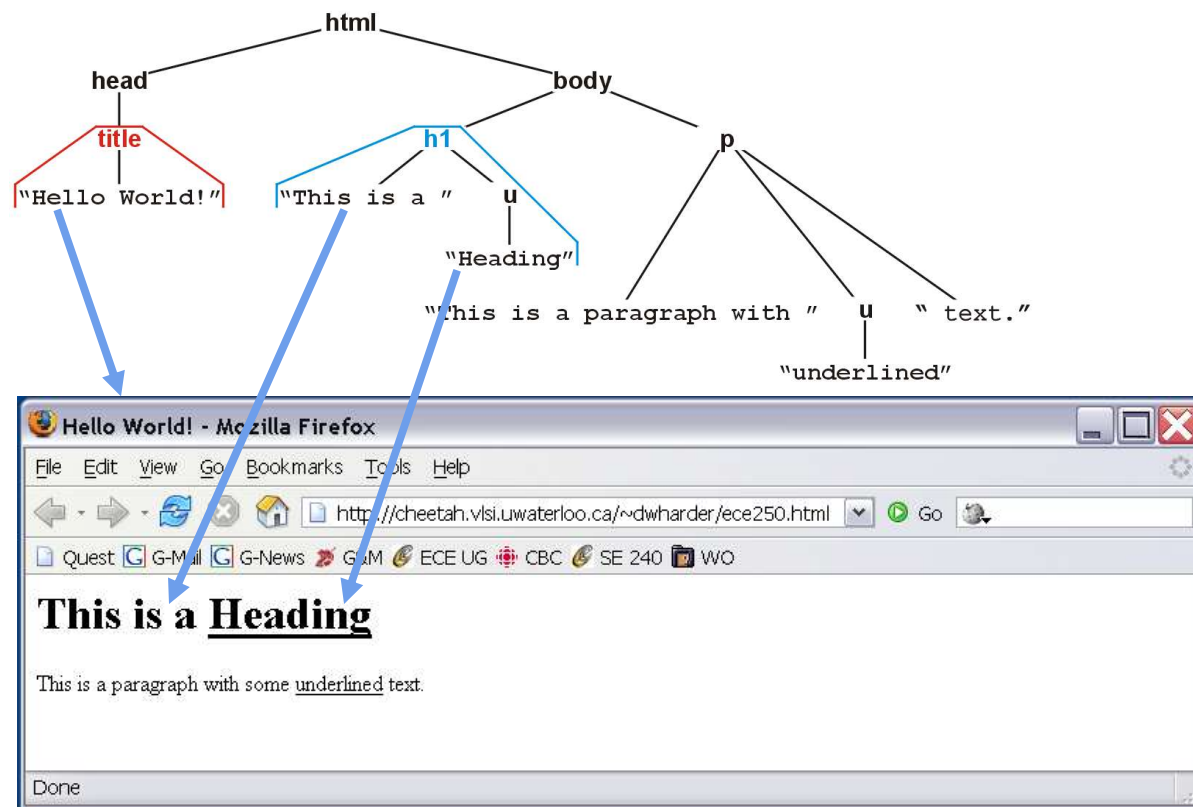 html
head body
title h1 p
“Hello World!” “This is a ” u
“Heading”
“This is a paragraph with ” u “ text.”
“underlined”
Hello World! - Mozilla Firefox
File Edit View Go Bookmarks Tools Help
http://cheetah.vlsi.uwaterloo.ca/~dwharder/ece250.html Go
Quest G G-Mail G G-News G&M ECE UG CBC SE 240 WO
This is a Heading
This is a paragraph with some underlined text.
Done